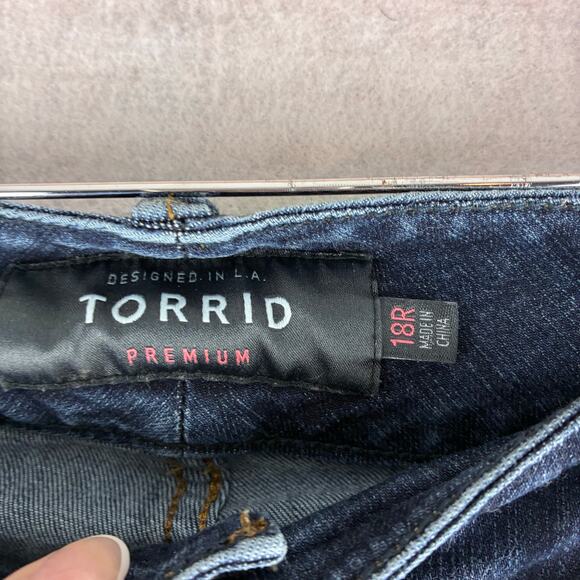 DESIGNED IN L.A.
TORRID
PREMIUM
18R
MADE IN
CHINA